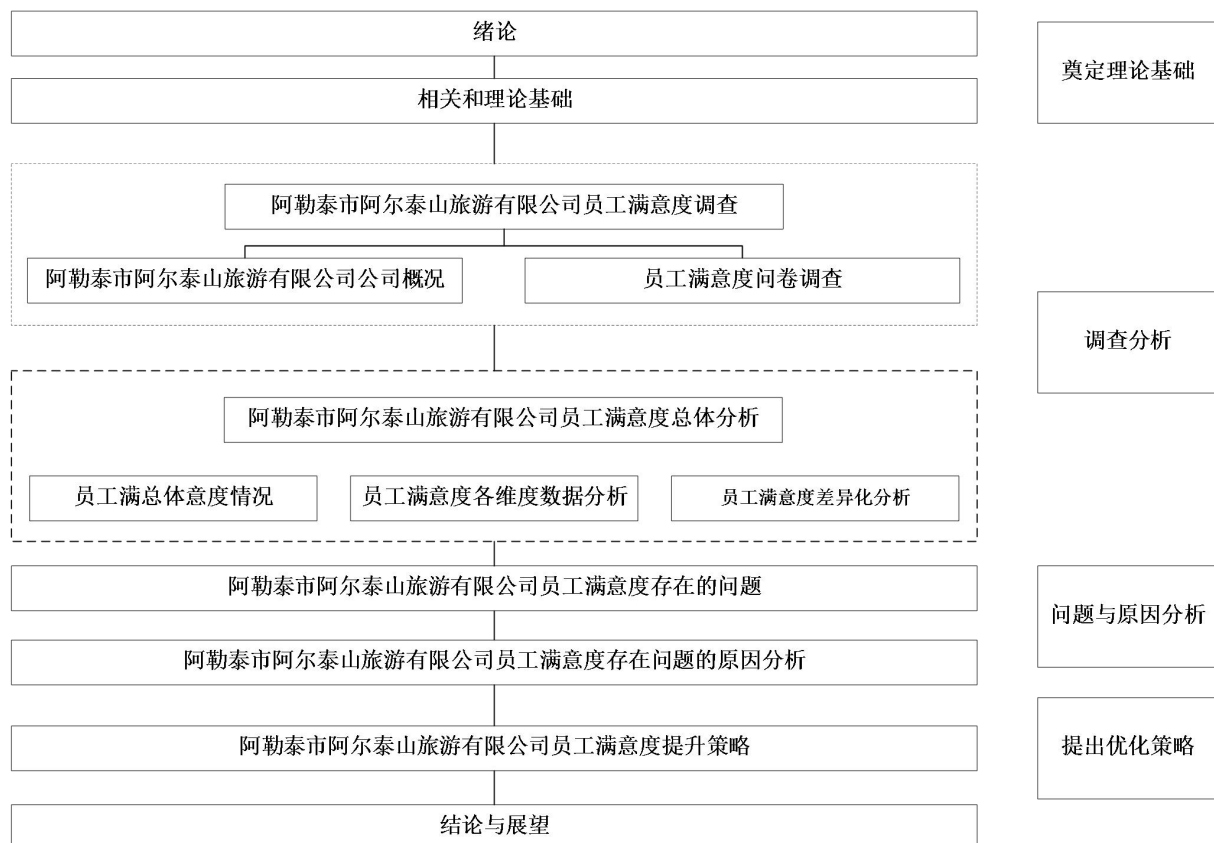 绪论
奠定理论基础
相关和理论基础
阿勒泰市阿尔泰山旅游有限公司员工满意度调查
阿勒泰市阿尔泰山旅游有限公司公司概况
员工满意度问卷调查
调查分析
阿勒泰市阿尔泰山旅游有限公司员工满意度总体分析
员工满总体意度情况
员工满意度各维度数据分析
员工满意度差异化分析
阿勒泰市阿尔泰山旅游有限公司员工满意度存在的问题
问题与原因分析
阿勒泰市阿尔泰山旅游有限公司员工满意度存在问题的原因分析
阿勒泰市阿尔泰山旅游有限公司员工满意度提升策略
提出优化策略
结论与展望